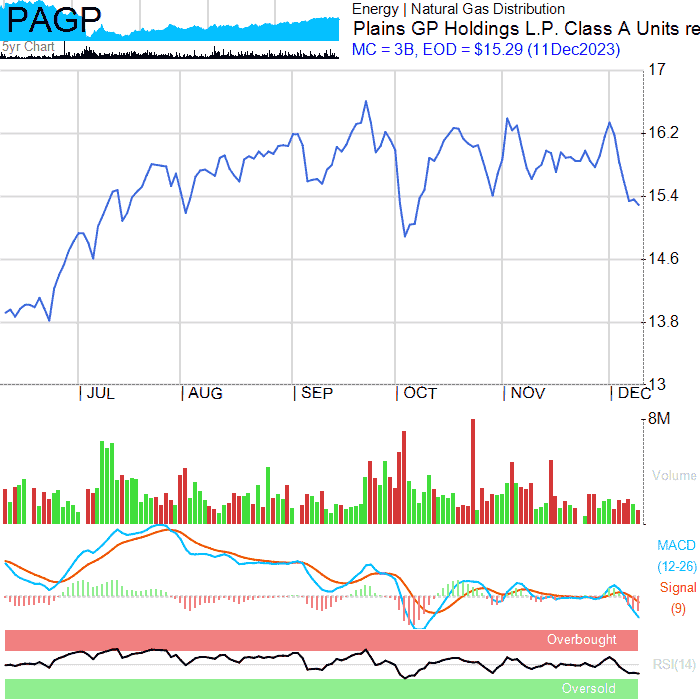 PAGP
5yr Chart
Energy | Natural Gas Distribution
Plains GP Holdings L.P. Class A Units re
MC = 3B, EOD = $15.29 (11Dec2023)
17
16.2
15.4
14.6
13.8
13
| JUL | AUG | SEP | OCT | NOV | DEC
8M
Volume
MACD
(12-26)
Signal
(9)
Overbought
RSI(14)
Oversold